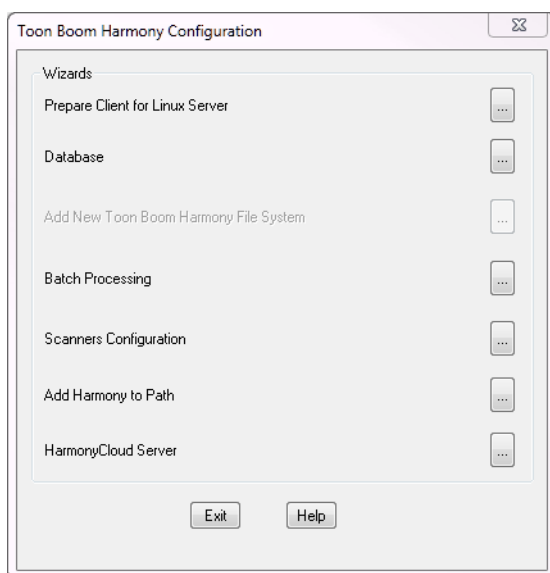 Toon Boom Harmony Configuration
Wizards
Prepare Client for Linux Server ...
Database ...
Add New Toon Boom Harmony File System ...
Batch Processing ...
Scanners Configuration ...
Add Harmony to Path ...
HarmonyCloud Server ...
Exit Help